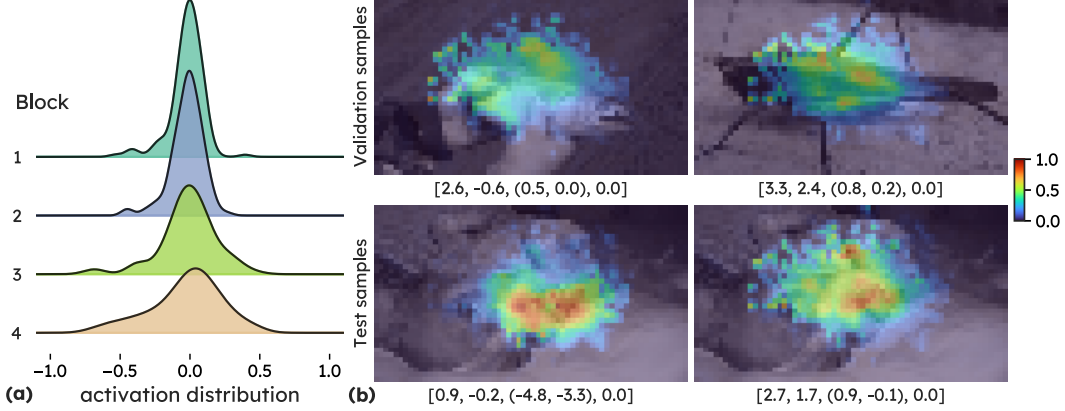 Block
1
2
3
4
−1.0 −0.5 0.0 0.5 1.0
(a) activation distribution
Validation samples
[2.6, -0.6, (0.5, 0.0), 0.0]
[3.3, 2.4, (0.8, 0.2), 0.0]
1.0
0.5
0.0
Test samples
(b)
[0.9, -0.2, (-4.8, -3.3), 0.0]
[2.7, 1.7, (0.9, -0.1), 0.0]